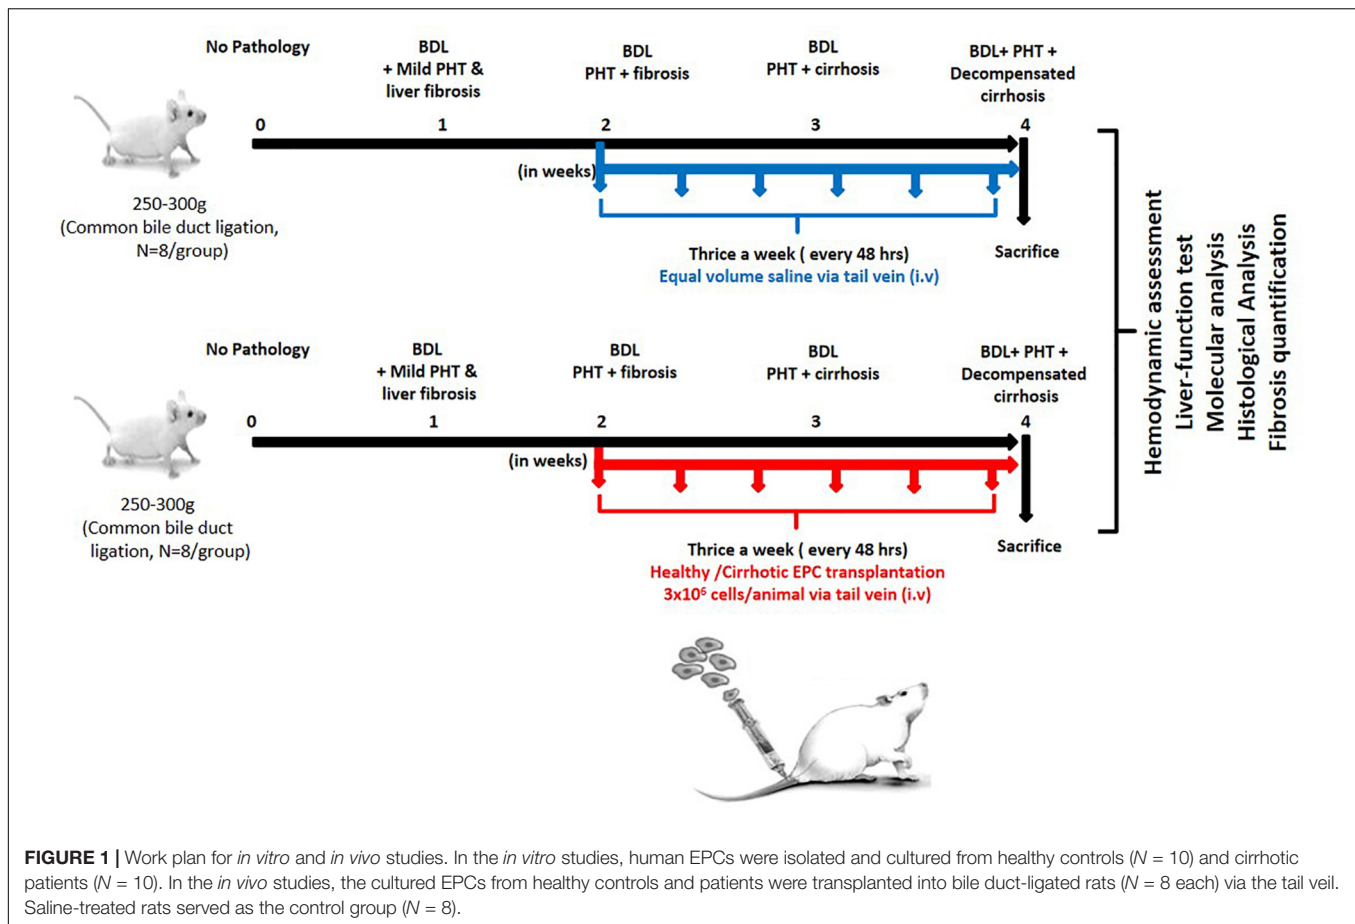 No Pathology
BDL
+ Mild PHT &
liver fibrosis
BDL
PHT + fibrosis
BDL
PHT + cirrhosis
BDL+ PHT +
Decompensated
cirrhosis
0
1
2
3
4
(in weeks)
250-300g
(Common bile duct ligation,
N=8/group)
Thrice a week ( every 48 hrs)
Equal volume saline via tail vein (i.v)
Sacrifice
No Pathology
BDL
+ Mild PHT &
liver fibrosis
BDL
PHT + fibrosis
BDL
PHT + cirrhosis
BDL+ PHT +
Decompensated
cirrhosis
0
1
2
3
4
(in weeks)
250-300g
(Common bile duct
ligation, N=8/group)
Thrice a week ( every 48 hrs)
Healthy /Cirrhotic EPC transplantation
3x10⁶ cells/animal via tail vein (i.v)
Sacrifice
Hemodynamic assessment
Liver-function test
Molecular analysis
Histological Analysis
Fibrosis quantification
FIGURE 1 | Work plan for in vitro and in vivo studies. In the in vitro studies, human EPCs were isolated and cultured from healthy controls (N = 10) and cirrhotic
patients (N = 10). In the in vivo studies, the cultured EPCs from healthy controls and patients were transplanted into bile duct-ligated rats (N = 8 each) via the tail veil.
Saline-treated rats served as the control group (N = 8).